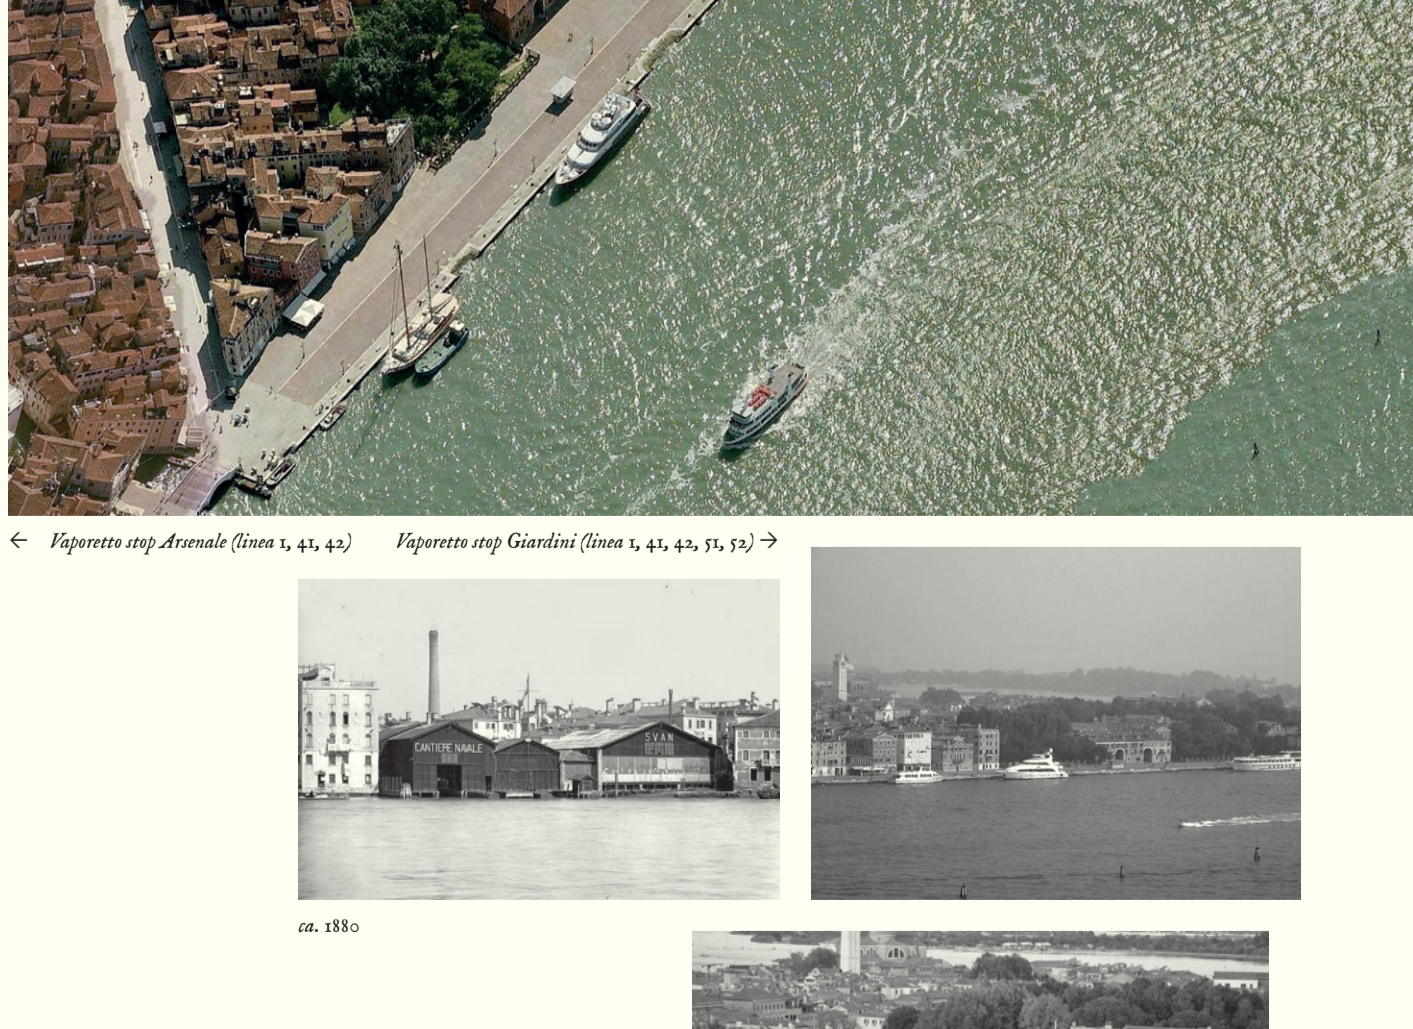 ← Vaporetto stop Arsenale (linea 1, 41, 42)
Vaporetto stop Giardini (linea 1, 41, 42, 51, 52) →
CANTIERE NAVALE
SVAN
ca. 1880